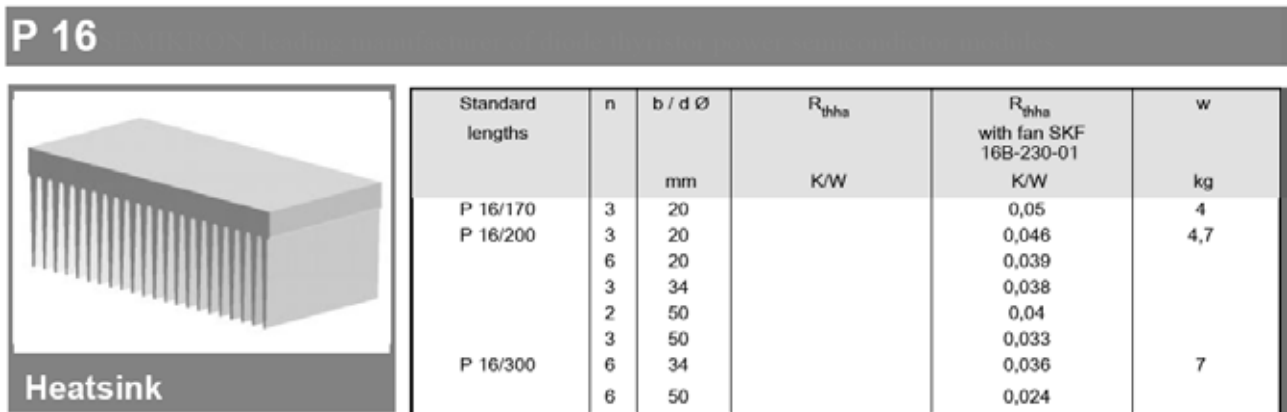 P 16
Standard lengths n b / d Ø R_thha R_thha w
with fan SKF
16B-230-01
mm K/W K/W kg
P 16/170 3 20 0,05 4
P 16/200 3 20 0,046 4,7
6 20 0,039
3 34 0,038
2 50 0,04
3 50 0,033
P 16/300 6 34 0,036 7
6 50 0,024
Heatsink